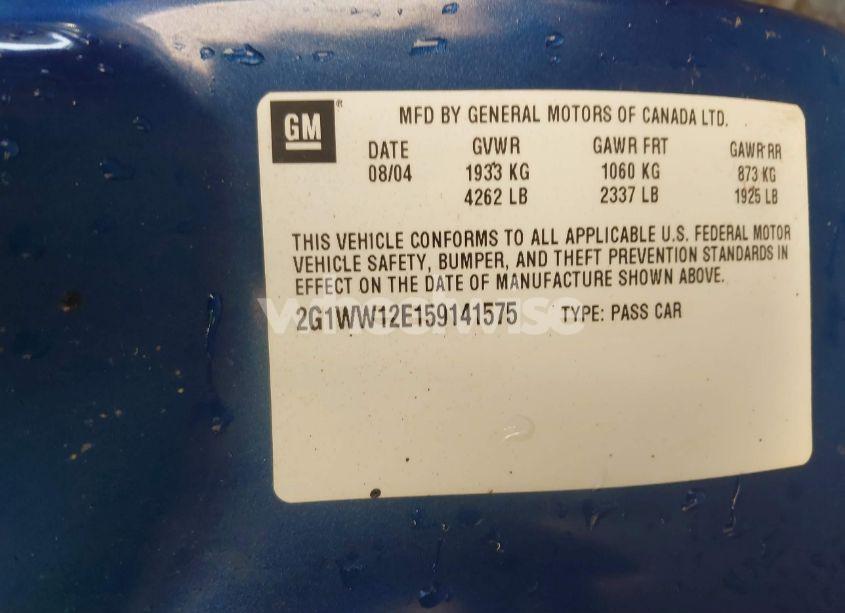 GM ®
MFD BY GENERAL MOTORS OF CANADA LTD.
DATE GVWR GAWR FRT GAWR RR
08/04 1933 KG 1060 KG 873 KG
4262 LB 2337 LB 1925 LB
THIS VEHICLE CONFORMS TO ALL APPLICABLE U.S. FEDERAL MOTOR
VEHICLE SAFETY, BUMPER, AND THEFT PREVENTION STANDARDS IN
EFFECT ON THE DATE OF MANUFACTURE SHOWN ABOVE.
2G1WW12E159141575 TYPE: PASS CAR
wheelwise